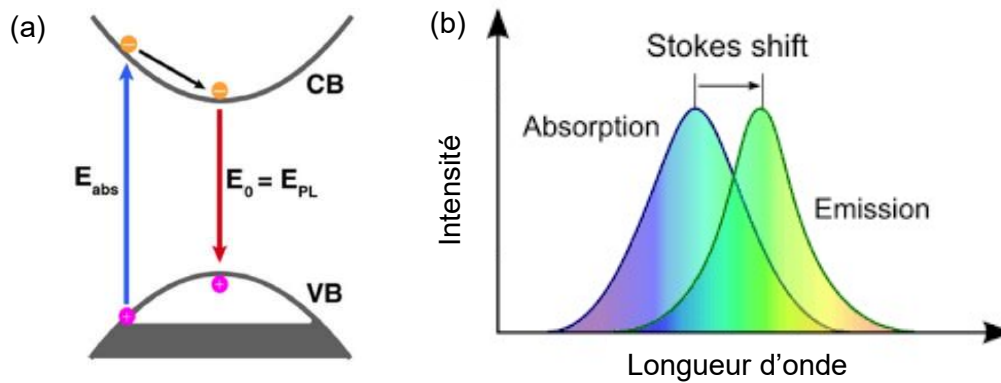 (a)
CB
E_abs
E_0 = E_PL
VB
(b)
Stokes shift
Absorption
Emission
Intensité
Longueur d'onde